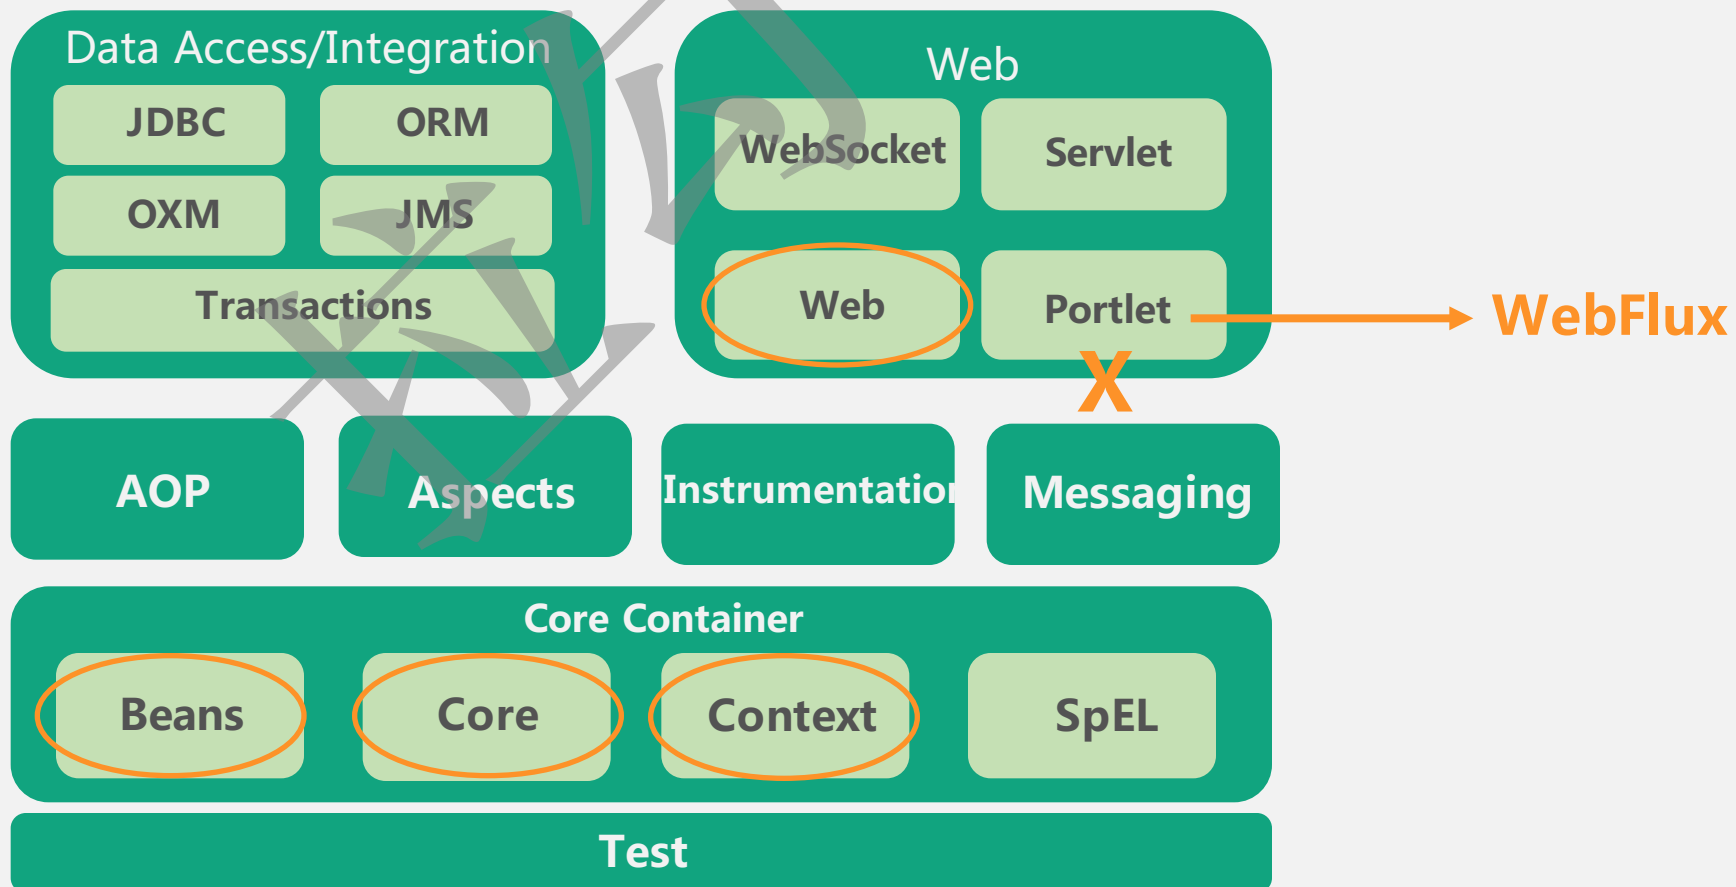 Data Access/Integration
JDBC
ORM
OXM
JMS
Transactions
Web
WebSocket
Servlet
Web
Portlet
WebFlux
X
AOP
Aspects
Instrumentation
Messaging
Core Container
Beans
Core
Context
SpEL
Test